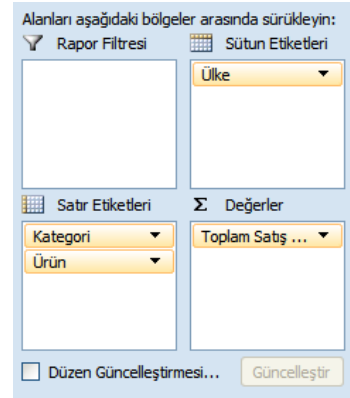 Alanları aşağıdaki bölgeler arasında sürükleyin:
Rapor Filtresi
Sütun Etiketleri
Ülke
Satır Etiketleri
Σ Değerler
Kategori
Ürün
Toplam Satış ...
Düzen Güncelleştirmesi...
Güncelleştir